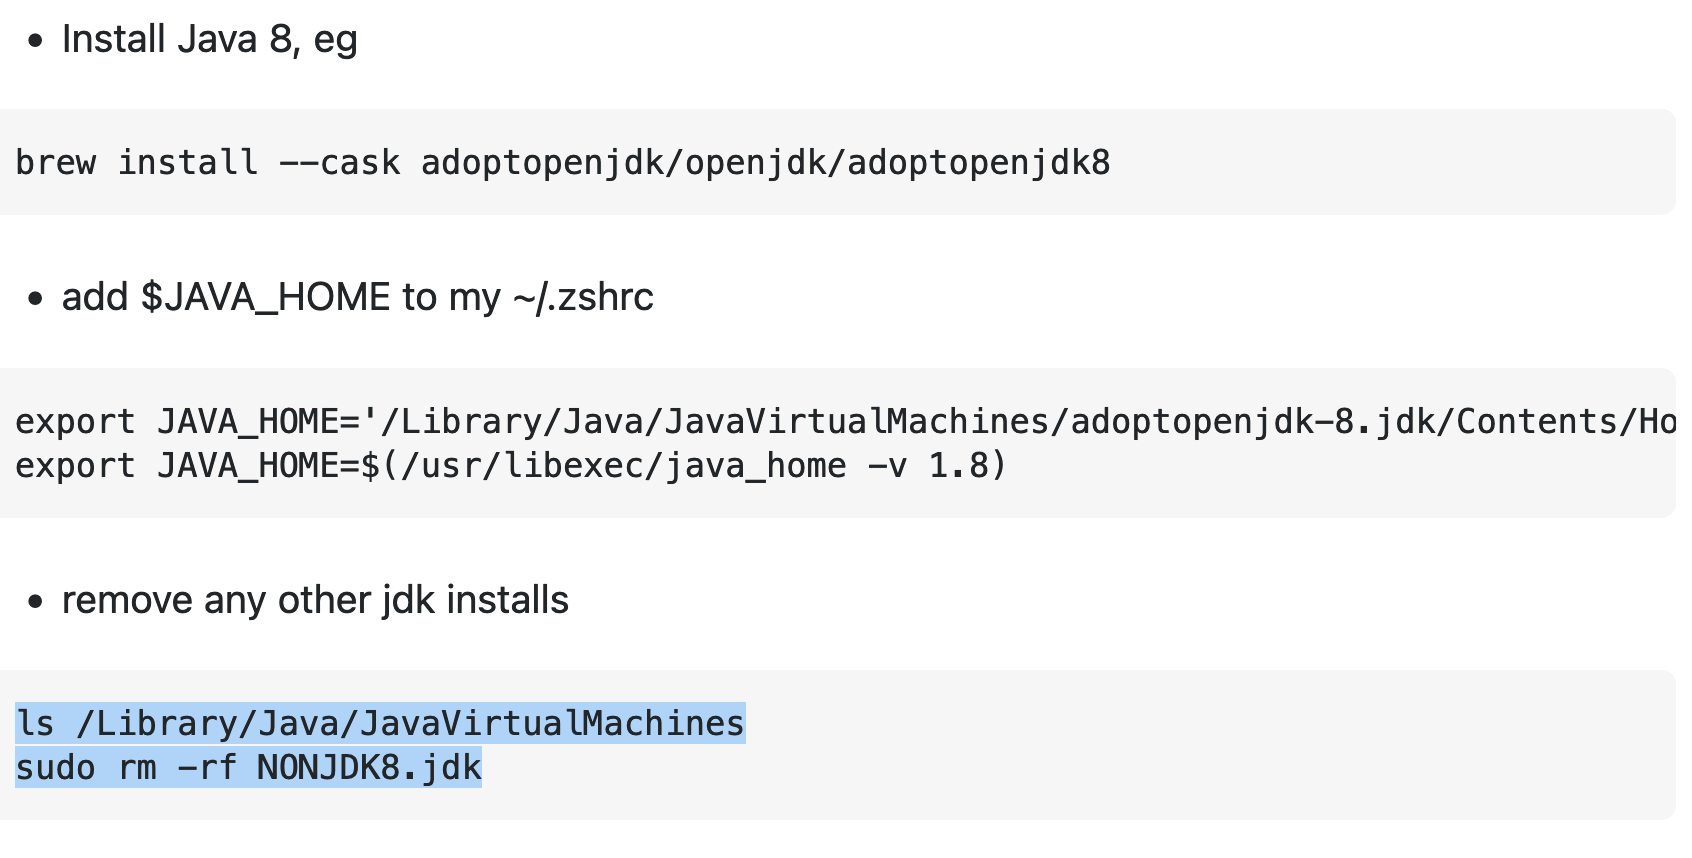 • Install Java 8, eg
brew install --cask adoptopenjdk/openjdk/adoptopenjdk8
• add $JAVA_HOME to my ~/.zshrc
export JAVA_HOME='/Library/Java/JavaVirtualMachines/adoptopenjdk-8.jdk/Contents/Ho
export JAVA_HOME=$(/usr/libexec/java_home -v 1.8)
• remove any other jdk installs
ls /Library/Java/JavaVirtualMachines
sudo rm -rf NONJDK8.jdk